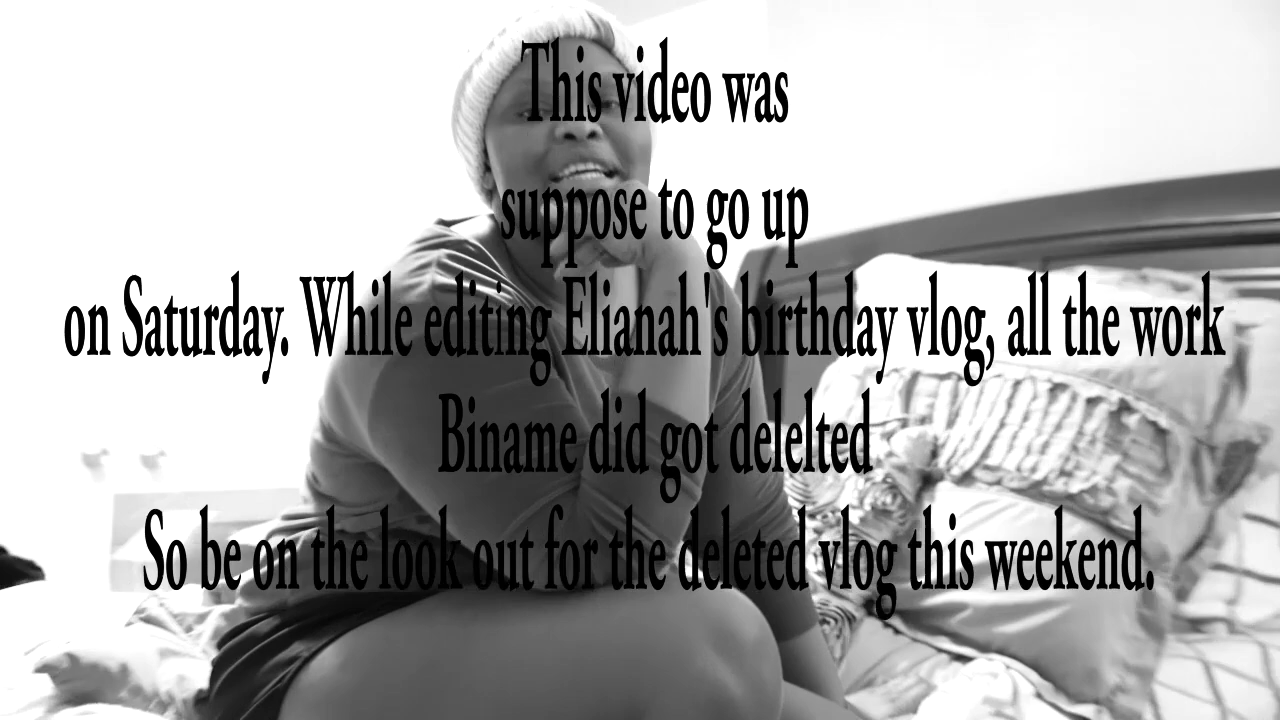 This video was
suppose to go up
on Saturday. While editing Elianah's birthday vlog, all the work
Biname did got delelted
So be on the look out for the deleted vlog this weekend.